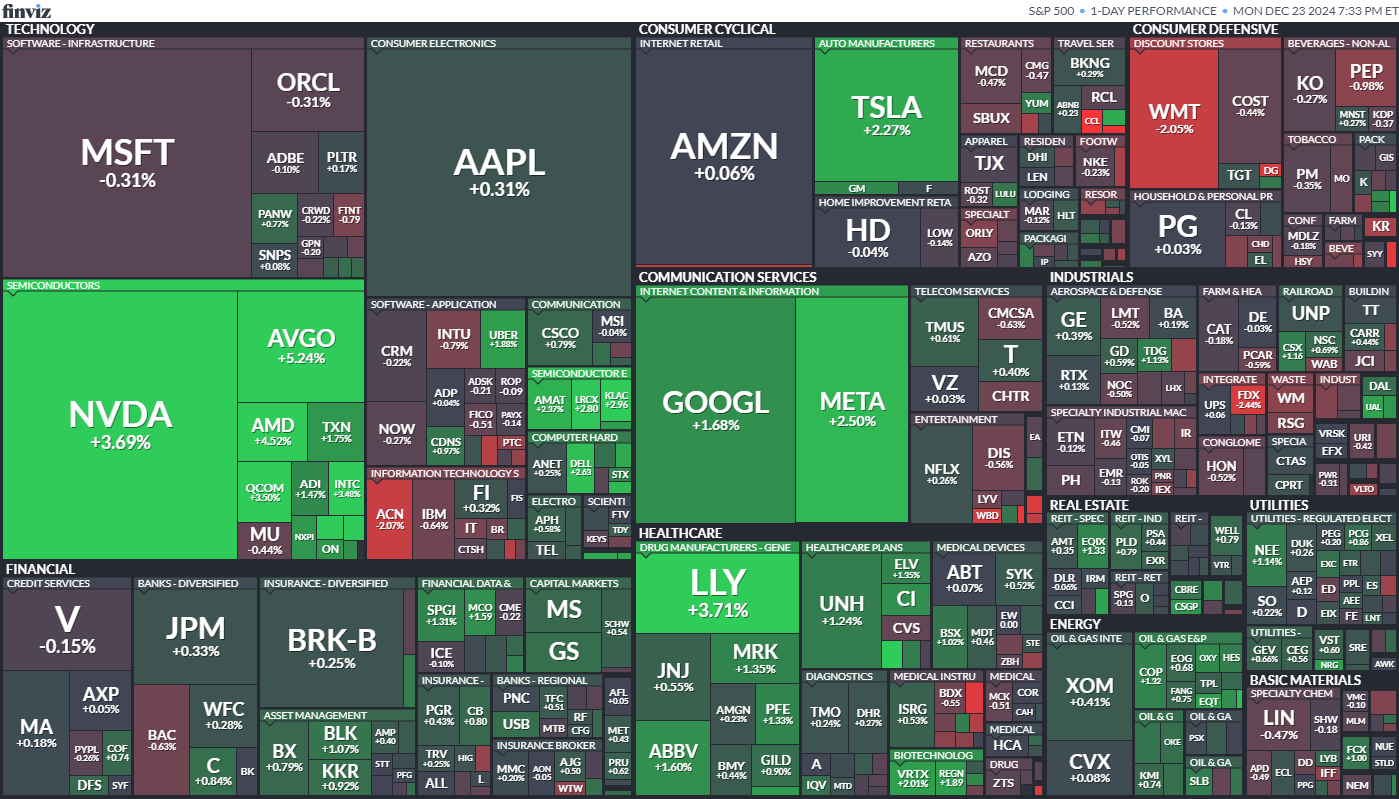 finviz
S&P 500 • 1-DAY PERFORMANCE • MON DEC 23 2024 7:33 PM ET
TECHNOLOGY
SOFTWARE - INFRASTRUCTURE
MSFT
-0.31%
ORCL
-0.31%
ADBE
-0.10%
PLTR
+0.17%
PANW
+0.77%
CRWD
-0.22%
FTNT
-0.79
SNPS
+0.08%
GPN
-0.20
CONSUMER ELECTRONICS
AAPL
+0.31%
SEMICONDUCTORS
NVDA
+3.69%
AVGO
+5.24%
AMD
+4.52%
TXN
+1.75%
QCOM
+3.50%
ADI
+1.47%
INTC
+3.48%
MU
-0.44%
NXPI
ON
SOFTWARE - APPLICATION
CRM
-0.22%
INTU
-0.79%
UBER
+1.88%
NOW
-0.27%
ADP
+0.04%
ADSK
-0.21
ROP
-0.09
FICO
-0.51
PAYX
-0.14
CDNS
+0.97%
PTC
INFORMATION TECHNOLOGY S
ACN
-2.07%
IBM
-0.64%
FI
+0.32%
FIS
IT
BR
CTSH
COMMUNICATION
CSCO
+0.79%
MSI
-0.04%
SEMICONDUCTOR E
AMAT
+2.37%
LRCX
+2.80
KLAC
+2.96
COMPUTER HARD
ANET
+0.25%
DELL
+2.63
STX
ELECTRO
APH
+0.58%
TEL
SCIENTI
FTV
TDY
KEYS
CONSUMER CYCLICAL
INTERNET RETAIL
AMZN
+0.06%
AUTO MANUFACTURERS
TSLA
+2.27%
GM
F
HOME IMPROVEMENT RETA
HD
-0.04%
LOW
-0.14%
RESTAURANTS
MCD
-0.47%
CMG
-0.47
SBUX
YUM
TRAVEL SER
BKNG
+0.29%
ABNB
+0.23
RCL
CCL
APPAREL
TJX
ROST
-0.32
LULU
RESIDEN
DHI
LEN
FOOTW
NKE
-0.23%
LODGING
MAR
-0.12%
HLT
RESOR
SPECIALT
ORLY
AZO
PACKAGI
IP
CONSUMER DEFENSIVE
DISCOUNT STORES
WMT
-2.05%
COST
-0.44%
TGT
DG
BEVERAGES - NON-AL
KO
-0.27%
PEP
-0.98%
MNST
+0.27%
KDP
-0.37
TOBACCO
PM
-0.35%
MO
PACK
GIS
K
HOUSEHOLD & PERSONAL PR
PG
+0.03%
CL
-0.13%
CHD
EL
CONF
MDLZ
-0.18%
HSY
FARM
BEVE
KR
SYY
COMMUNICATION SERVICES
INTERNET CONTENT & INFORMATION
GOOGL
+1.68%
META
+2.50%
TELECOM SERVICES
TMUS
+0.61%
CMCSA
-0.63%
T
+0.40%
VZ
+0.03%
CHTR
ENTERTAINMENT
NFLX
+0.26%
DIS
-0.56%
LYV
WBD
EA
INDUSTRIALS
AEROSPACE & DEFENSE
GE
+0.39%
LMT
-0.52%
BA
+0.19%
RTX
+0.13%
GD
+0.59%
TDG
+1.13%
NOC
-0.50%
LHX
FARM & HEA
CAT
-0.18%
DE
-0.03%
PCAR
-0.59%
RAILROAD
UNP
CSX
+1.16
NSC
+0.69%
WAB
BUILDIN
TT
CARR
+0.44%
JCI
SPECIALTY INDUSTRIAL MAC
ETN
-0.12%
ITW
-0.46
CMI
-0.07
IR
OTIS
-0.05
XYL
PH
EMR
-0.13
ROK
-0.20
PNR
IEX
INTEGRATE
UPS
+0.06
FDX
-2.44%
WASTE
WM
RSG
INDUST
DAL
UAL
CONGLOME
HON
-0.52%
SPECIA
CTAS
CPRT
VRSK
EFX
URI
-0.42
PWR
-0.31
VLTO
REAL ESTATE
REIT - SPEC
AMT
+0.35
EQIX
+1.33
DLR
-0.06%
IRM
CCI
REIT - IND
PLD
+0.79
PSA
+0.44
EXR
REIT -
WELL
+0.79
VTR
REIT - RET
SPG
-0.13
O
CBRE
CSGP
UTILITIES
UTILITIES - REGULATED ELECT
NEE
+1.14%
DUK
+0.26
PEG
+0.20
PCG
+0.86
XEL
EXC
ETR
SO
+0.22%
AEP
+0.12
ED
PPL
ES
D
EIX
AEE
FE
LNT
UTILITIES -
GEV
+0.66%
CEG
+0.56
VST
+0.60
NRG
SRE
AWK
HEALTHCARE
DRUG MANUFACTURERS - GENE
LLY
+3.71%
JNJ
+0.55%
MRK
+1.35%
ABBV
+1.60%
AMGN
+0.23%
PFE
+1.33%
BMY
+0.44%
GILD
+0.90%
HEALTHCARE PLANS
UNH
+1.24%
ELV
+1.35%
CI
CVS
MEDICAL DEVICES
ABT
+0.07%
SYK
+0.52%
BSX
+1.02%
MDT
+0.46
EW
0.00
STE
ZBH
DIAGNOSTICS
TMO
+0.24%
DHR
+0.27%
A
IQV
MTD
MEDICAL INSTRU
ISRG
+0.53%
BDX
-0.55
MEDICAL
MCK
-0.51
COR
CAH
MEDICAL
HCA
BIOTECHNOLOG
VRTX
+2.01%
REGN
+1.89
DRUG
ZTS
ENERGY
OIL & GAS INTE
XOM
+0.41%
CVX
+0.08%
OIL & GAS E&P
COP
+1.32
EOG
+0.68
OXY
HES
FANG
+0.75
TPL
EQT
OIL & G
OKE
KMI
+0.74
OIL & GA
PSX
OIL & GA
SLB
BASIC MATERIALS
SPECIALTY CHEM
LIN
-0.47%
SHW
-0.18
APD
-0.49
ECL
DD
LYB
PPG
IFF
VMC
-0.10
MLM
FCX
+1.00
NUE
STLD
NEM
FINANCIAL
CREDIT SERVICES
V
-0.15%
MA
+0.18%
AXP
+0.05%
PYPL
-0.26%
COF
+0.74
DFS
SYF
BANKS - DIVERSIFIED
JPM
+0.33%
BAC
-0.63%
WFC
+0.28%
C
+0.84%
BK
INSURANCE - DIVERSIFIED
BRK-B
+0.25%
ASSET MANAGEMENT
BX
+0.79%
BLK
+1.07%
AMP
+0.40
KKR
+0.92%
STT
PFG
FINANCIAL DATA &
SPGI
+1.31%
MCO
+1.59
CME
-0.22
ICE
-0.10%
CAPITAL MARKETS
MS
GS
SCHW
+0.54
INSURANCE -
PGR
+0.43%
CB
+0.80
TRV
+0.25%
HIG
ALL
L
BANKS - REGIONAL
PNC
TFC
+0.51
USB
MTB
RF
CFG
AFL
+0.05
MET
+0.43
PRU
+0.62
INSURANCE BROKER
MMC
+0.20%
AON
-0.05
AJG
+0.50
WTW